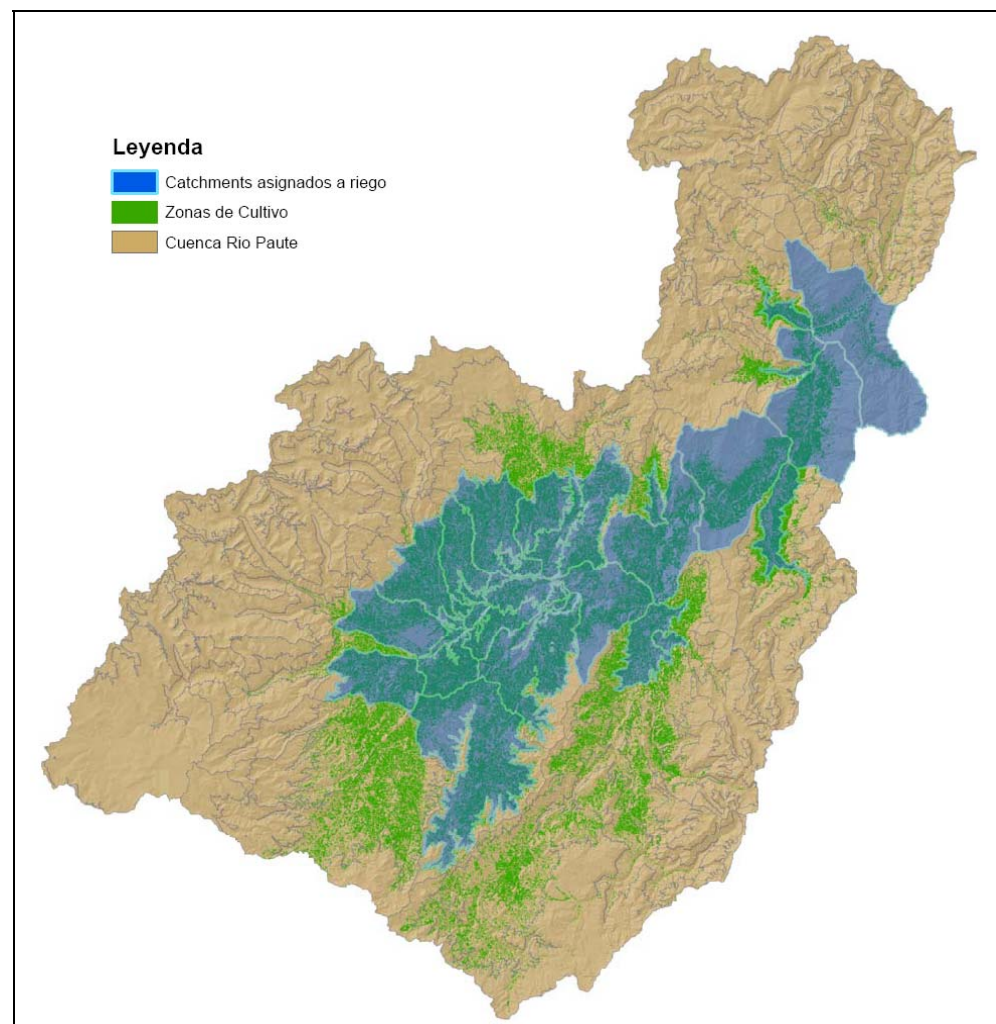 Leyenda
Catchments asignados a riego
Zonas de Cultivo
Cuenca Rio Paute